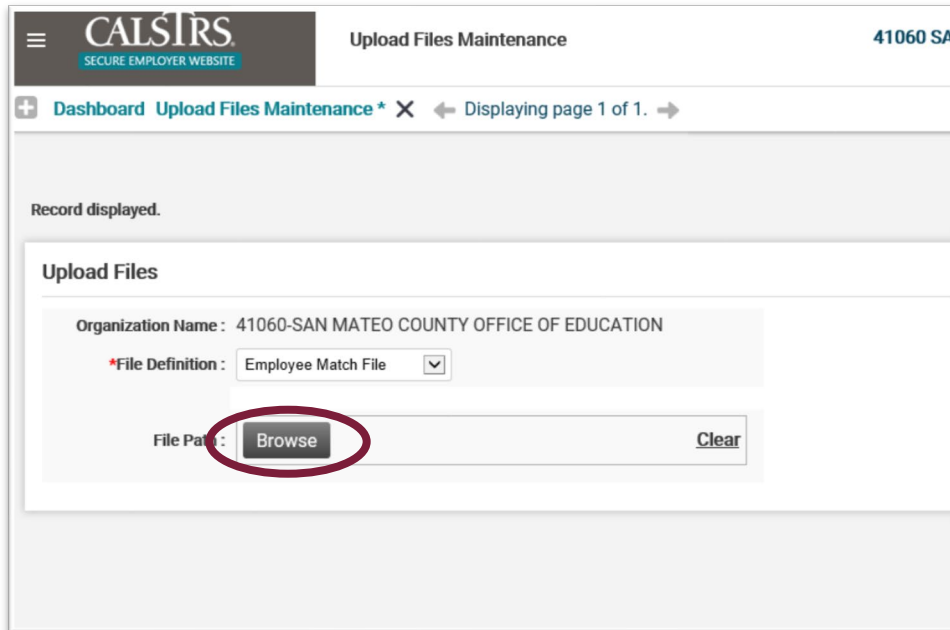 CALSTRS.
SECURE EMPLOYER WEBSITE
Upload Files Maintenance
41060
Dashboard Upload Files Maintenance * Displaying page 1 of 1.
Record displayed.
Upload Files
Organization Name : 41060-SAN MATEO COUNTY OFFICE OF EDUCATION
*File Definition : Employee Match File
File Path : Browse Clear